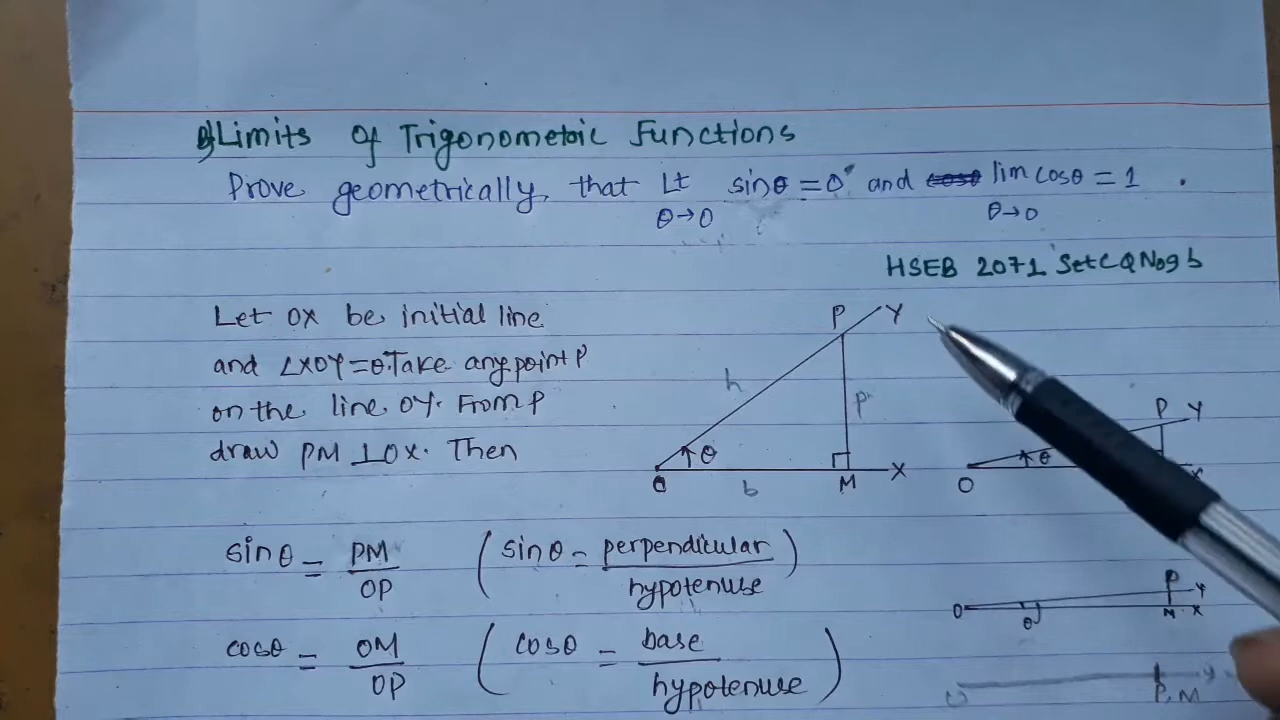 Limits Of Trigonometric Functions
Prove geometrically, that Lt sinθ = 0 and lim cosθ = 1 .
θ→0 θ→0
HSEB 2071 Set C Q No 9 b
Let OX be initial line
and ∠XOY = θ. Take any point P
on the line OY. From P
draw PM ⊥ OX. Then
P Y
h
p
θ
O b M X
P Y
θ
O X
sinθ = PM/OP ( sinθ = perpendicular/hypotenuse )
P
O θ M X Y
cosθ = OM/OP ( cosθ = base/hypotenuse )
O P, M Y